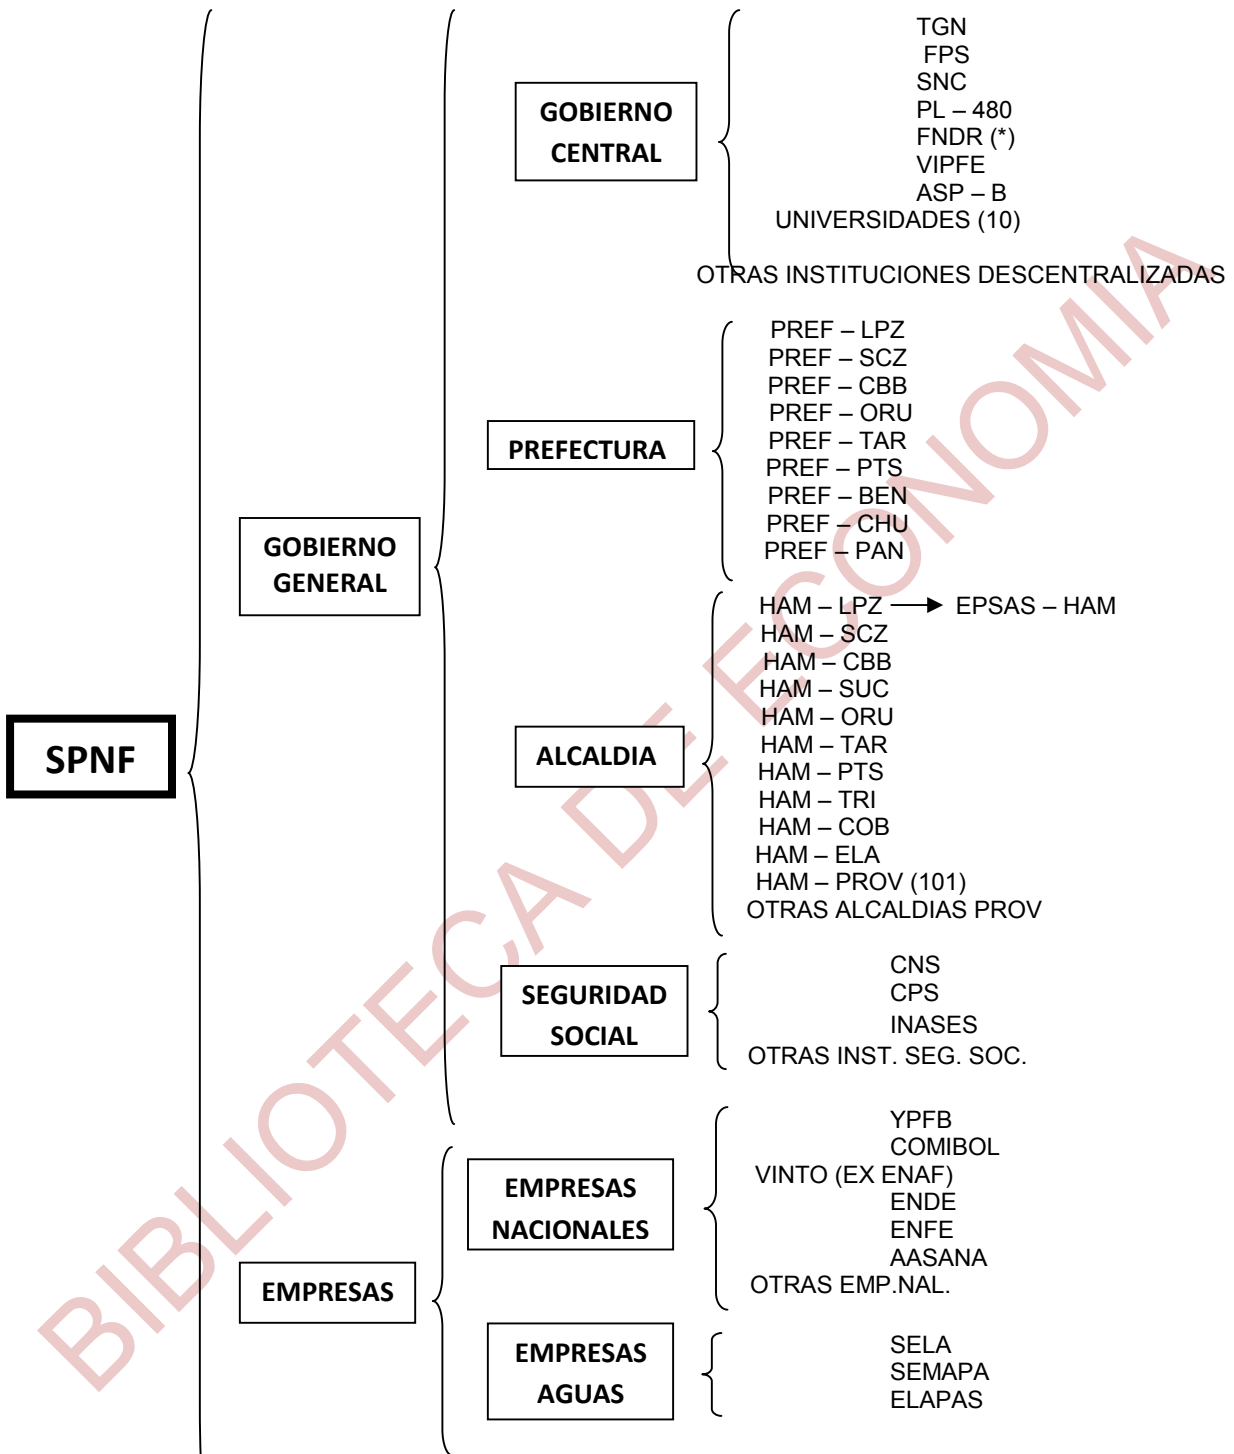 SPNF
GOBIERNO
GENERAL
GOBIERNO
CENTRAL
TGN
FPS
SNC
PL – 480
FNDR (*)
VIPFE
ASP – B
UNIVERSIDADES (10)
OTRAS INSTITUCIONES DESCENTRALIZADAS
PREFECTURA
PREF – LPZ
PREF – SCZ
PREF – CBB
PREF – ORU
PREF – TAR
PREF – PTS
PREF – BEN
PREF – CHU
PREF – PAN
ALCALDIA
HAM – LPZ → EPSAS – HAM
HAM – SCZ
HAM – CBB
HAM – SUC
HAM – ORU
HAM – TAR
HAM – PTS
HAM – TRI
HAM – COB
HAM – ELA
HAM – PROV (101)
OTRAS ALCALDIAS PROV
SEGURIDAD
SOCIAL
CNS
CPS
INASES
OTRAS INST. SEG. SOC.
EMPRESAS
EMPRESAS
NACIONALES
YPFB
COMIBOL
VINTO (EX ENAF)
ENDE
ENFE
AASANA
OTRAS EMP.NAL.
EMPRESAS
AGUAS
SELA
SEMAPA
ELAPAS
BIBLIOTECA DE ECONOMIA